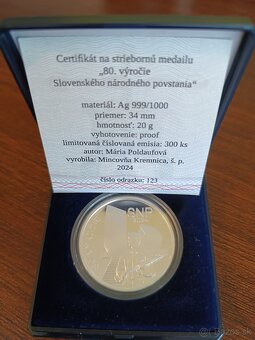 Certifikát na striebornú medailu
„80. výročie
Slovenského národného povstania“
materiál: Ag 999/1000
priemer: 34 mm
hmotnosť: 20 g
vyhotovenie: proof
limitovaná číslovaná emisia: 300 ks
autor: Mária Poldaufová
vyrobila: Mincovňa Kremnica, š. p.
2024
číslo odrazku: 123
SNP